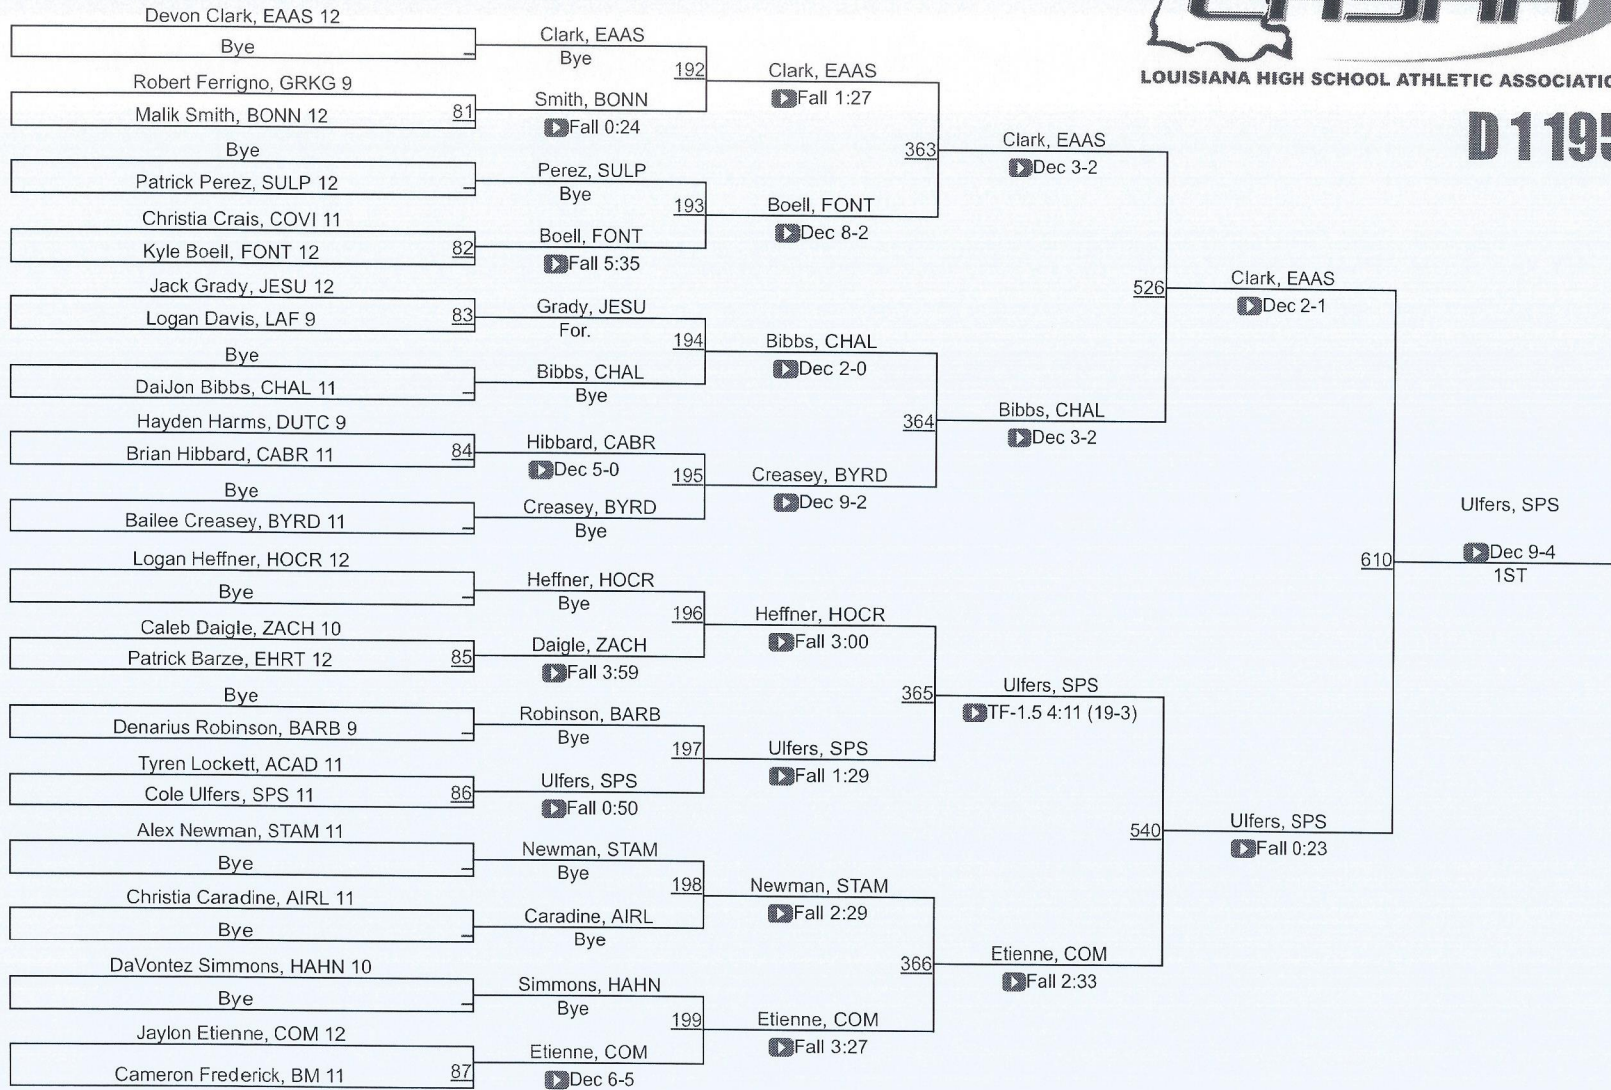 LHSAA
LOUISIANA HIGH SCHOOL ATHLETIC ASSOCIATIO
D 1 195
Devon Clark, EAAS 12
Bye
Robert Ferrigno, GRKG 9
Malik Smith, BONN 12
81
Bye
Patrick Perez, SULP 12
Christia Crais, COVI 11
Kyle Boell, FONT 12
82
Jack Grady, JESU 12
Logan Davis, LAF 9
83
Bye
DaiJon Bibbs, CHAL 11
Hayden Harms, DUTC 9
Brian Hibbard, CABR 11
84
Bye
Bailee Creasey, BYRD 11
Logan Heffner, HOCR 12
Bye
Caleb Daigle, ZACH 10
Patrick Barze, EHRT 12
85
Bye
Denarius Robinson, BARB 9
Tyren Lockett, ACAD 11
Cole Ulfers, SPS 11
86
Alex Newman, STAM 11
Bye
Christia Caradine, AIRL 11
Bye
DaVontez Simmons, HAHN 10
Bye
Jaylon Etienne, COM 12
Cameron Frederick, BM 11
87
Clark, EAAS
Bye
192
Smith, BONN
Fall 0:24
Perez, SULP
Bye
193
Boell, FONT
Fall 5:35
Grady, JESU
For.
194
Bibbs, CHAL
Bye
Hibbard, CABR
Dec 5-0
195
Creasey, BYRD
Bye
Heffner, HOCR
Bye
196
Daigle, ZACH
Fall 3:59
Robinson, BARB
Bye
197
Ulfers, SPS
Fall 0:50
Newman, STAM
Bye
198
Caradine, AIRL
Bye
Simmons, HAHN
Bye
199
Etienne, COM
Dec 6-5
Clark, EAAS
Fall 1:27
363
Boell, FONT
Dec 8-2
Bibbs, CHAL
Dec 2-0
364
Creasey, BYRD
Dec 9-2
Heffner, HOCR
Fall 3:00
365
Ulfers, SPS
Fall 1:29
Newman, STAM
Fall 2:29
366
Etienne, COM
Fall 3:27
Clark, EAAS
Dec 3-2
526
Bibbs, CHAL
Dec 3-2
Ulfers, SPS
TF-1.5 4:11 (19-3)
540
Etienne, COM
Fall 2:33
Clark, EAAS
Dec 2-1
610
Ulfers, SPS
Fall 0:23
Ulfers, SPS
Dec 9-4
1ST